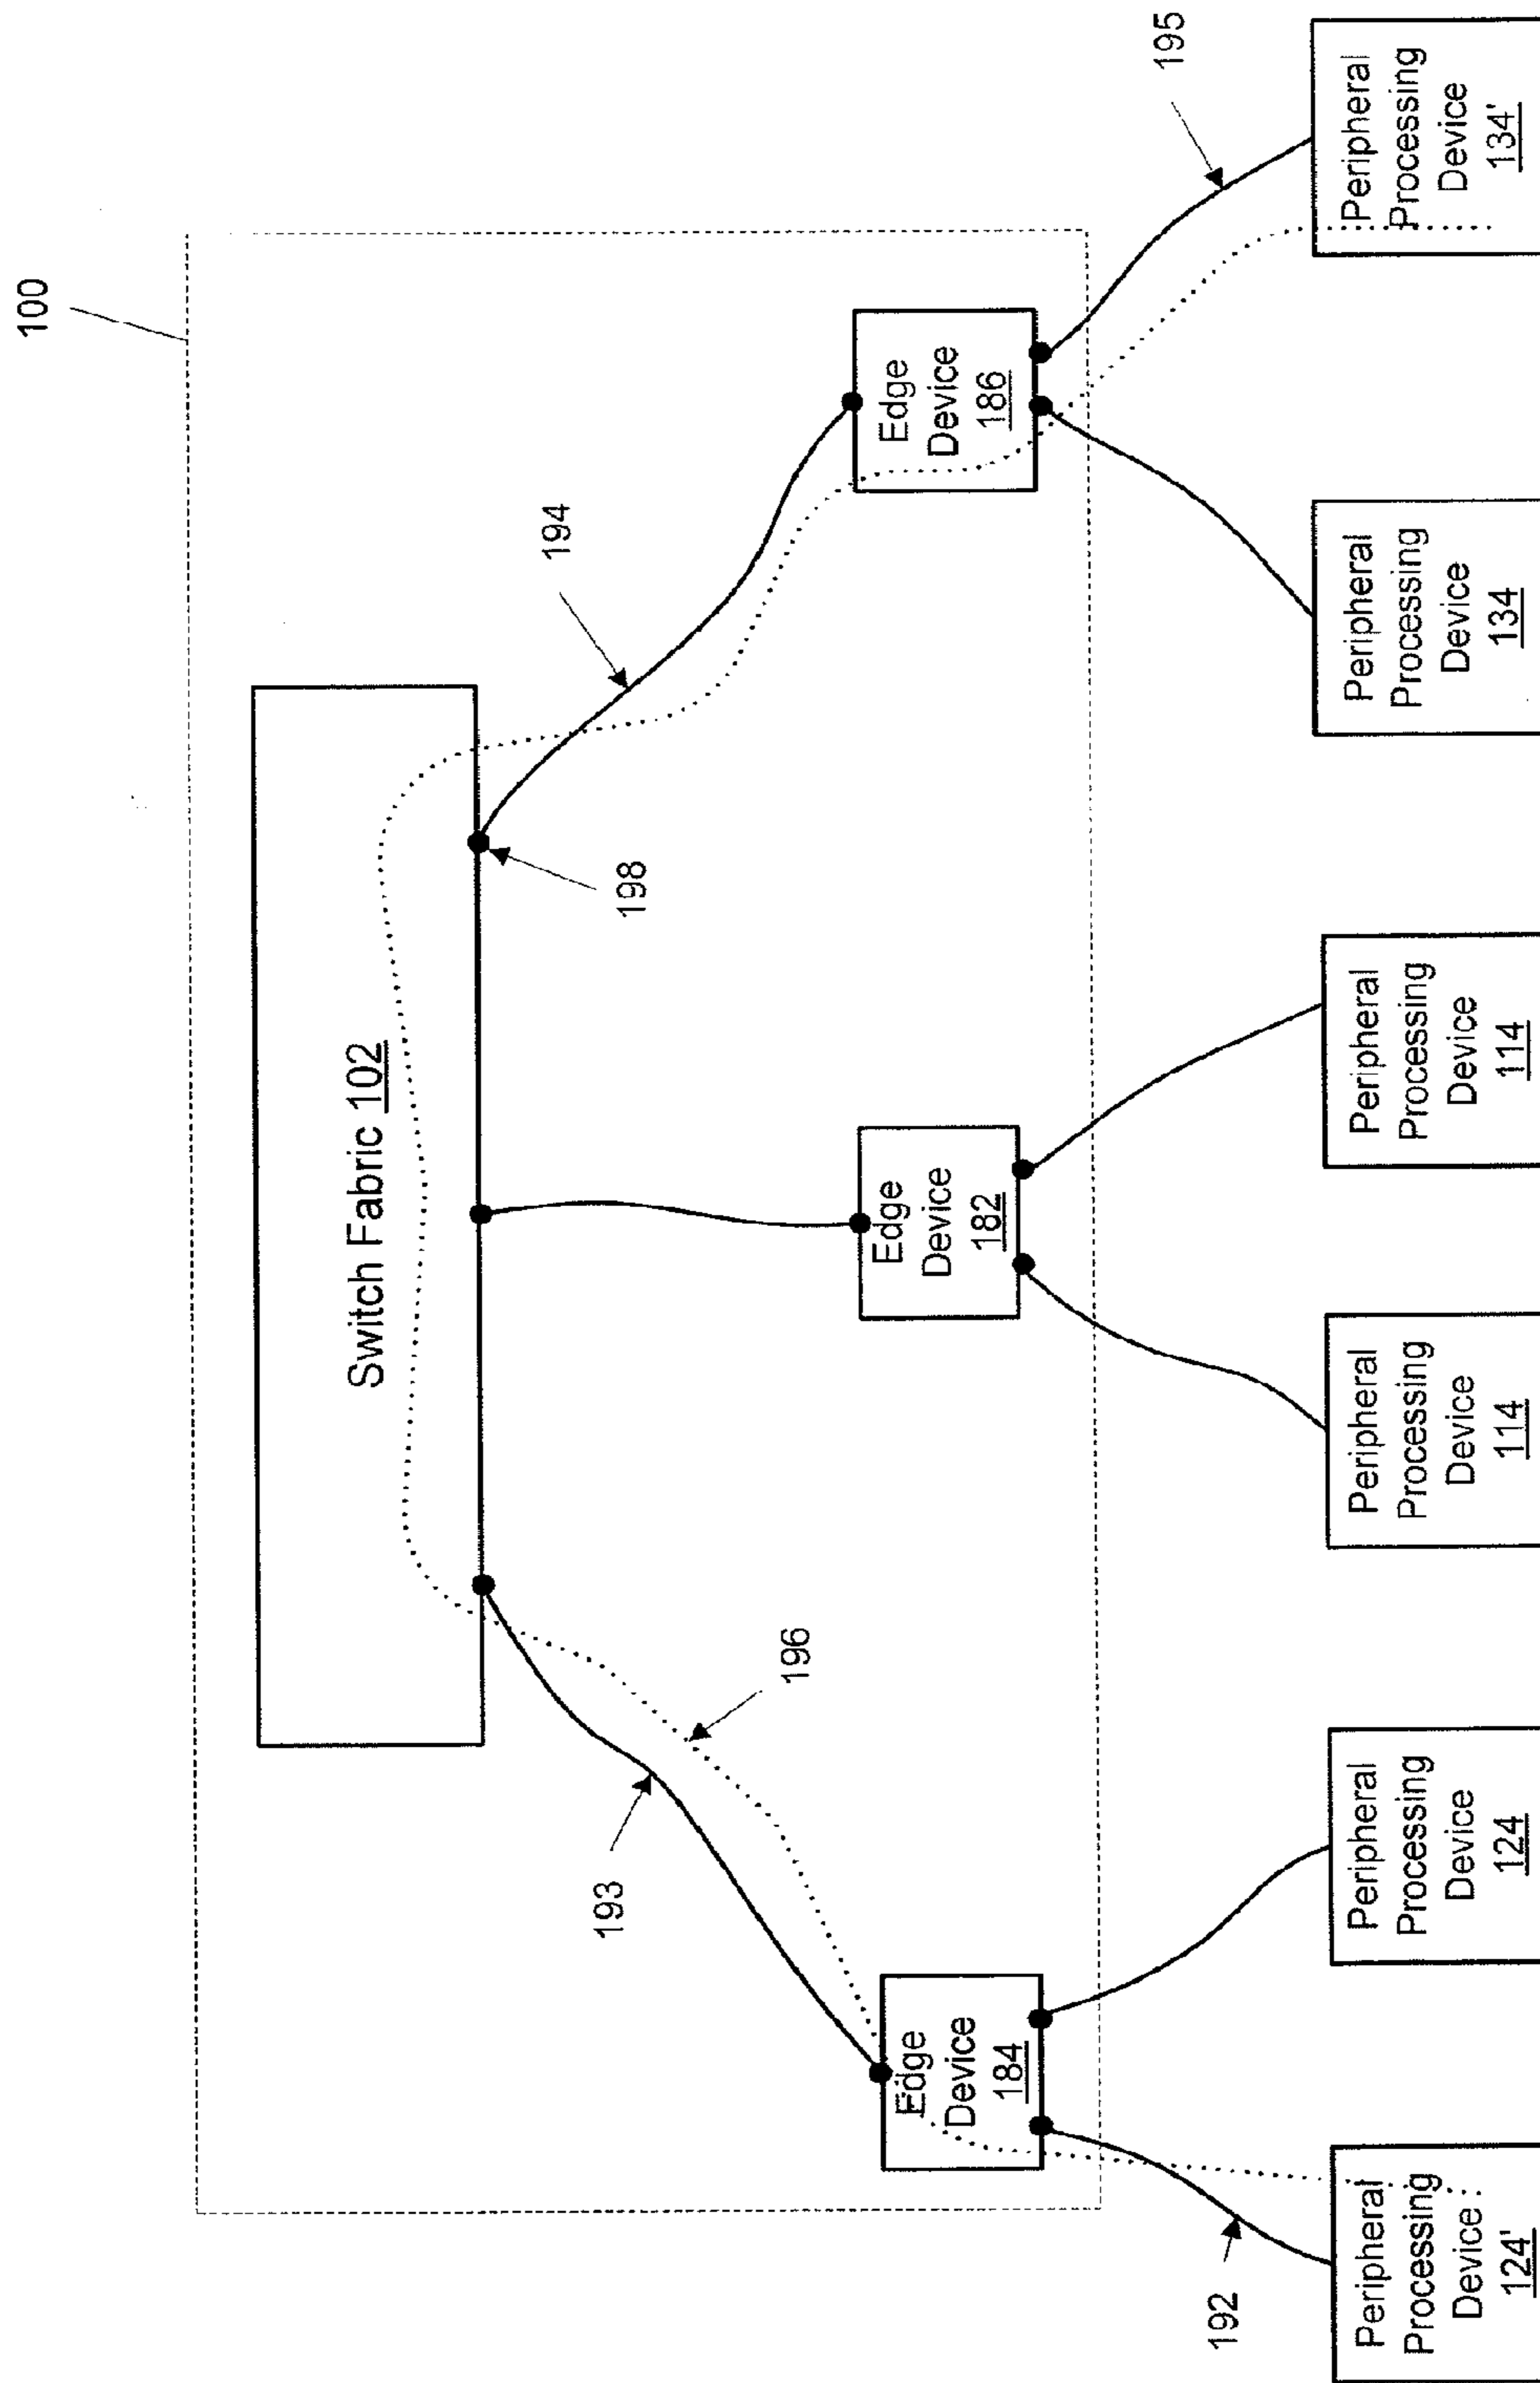 100
Switch Fabric 102
198
194
193
196
Edge
Device
184
Edge
Device
182
Edge
Device
186
192
195
Peripheral
Processing
Device
124'
Peripheral
Processing
Device
124
Peripheral
Processing
Device
114
Peripheral
Processing
Device
114
Peripheral
Processing
Device
134
Peripheral
Processing
Device
134'